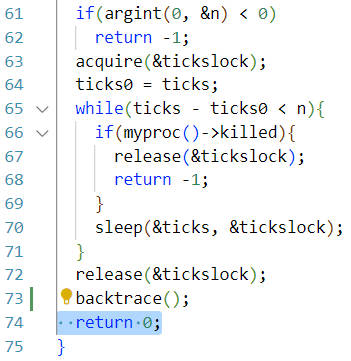 61 if(argint(0, &n) < 0)
62 return -1;
63 acquire(&tickslock);
64 ticks0 = ticks;
65 while(ticks - ticks0 < n){
66 if(myproc()->killed){
67 release(&tickslock);
68 return -1;
69 }
70 sleep(&ticks, &tickslock);
71 }
72 release(&tickslock);
73 backtrace();
74 return 0;
75 }